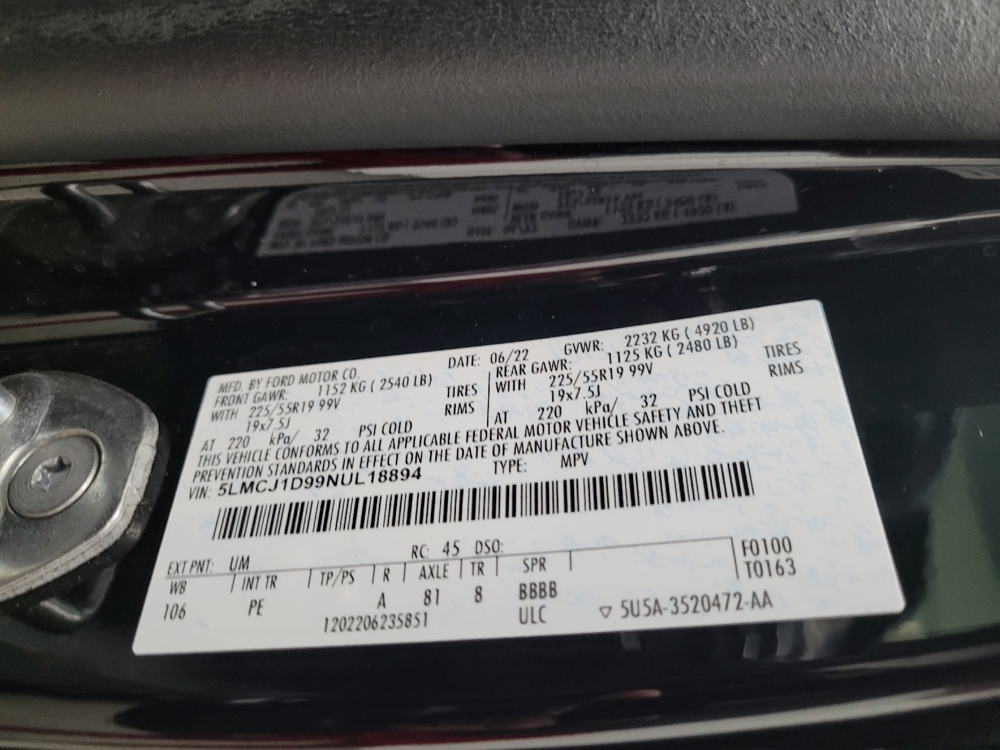 MFD. BY FORD MOTOR CO. DATE: 06/22 GVWR: 2232 KG ( 4920 LB)
FRONT GAWR: 1152 KG ( 2540 LB) REAR GAWR: 1125 KG ( 2480 LB)
WITH 225/55R19 99V TIRES WITH 225/55R19 99V TIRES
19x7.5J RIMS 19x7.5J RIMS
AT 220 kPa/ 32 PSI COLD AT 220 kPa/ 32 PSI COLD
THIS VEHICLE CONFORMS TO ALL APPLICABLE FEDERAL MOTOR VEHICLE SAFETY AND THEFT
PREVENTION STANDARDS IN EFFECT ON THE DATE OF MANUFACTURE SHOWN ABOVE.
VIN: 5LMCJ1D99NUL18894 TYPE: MPV
EXT PNT: UM RC: 45 DSO: F0100
WB INT TR TP/PS R AXLE TR SPR T0163
106 PE A 81 8 BBBB
1202206235851 ULC ▽ 5U5A-3520472-AA